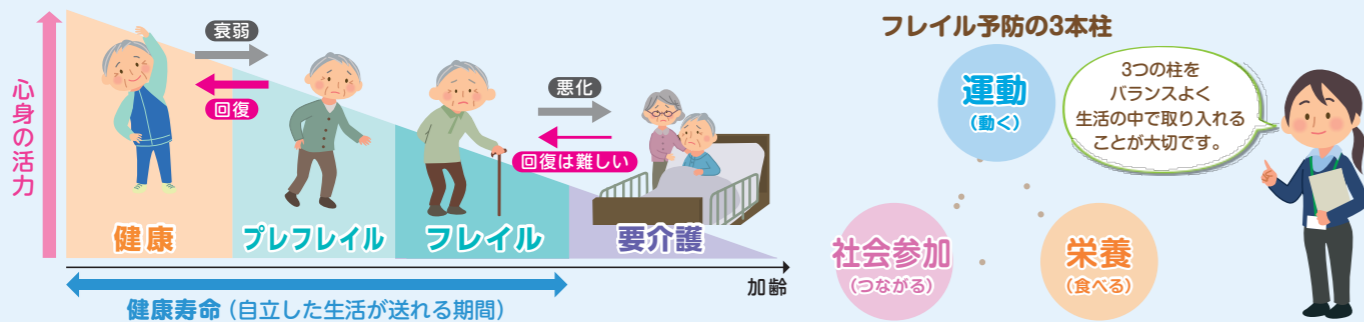 心身の活力
衰弱
回復
悪化
回復は難しい
健康
プレフレイル
フレイル
要介護
加齢
健康寿命(自立した生活が送れる期間)
フレイル予防の3本柱
運動
(動く)
3つの柱を
バランスよく
生活の中で取り入れる
ことが大切です。
社会参加
(つながる)
栄養
(食べる)